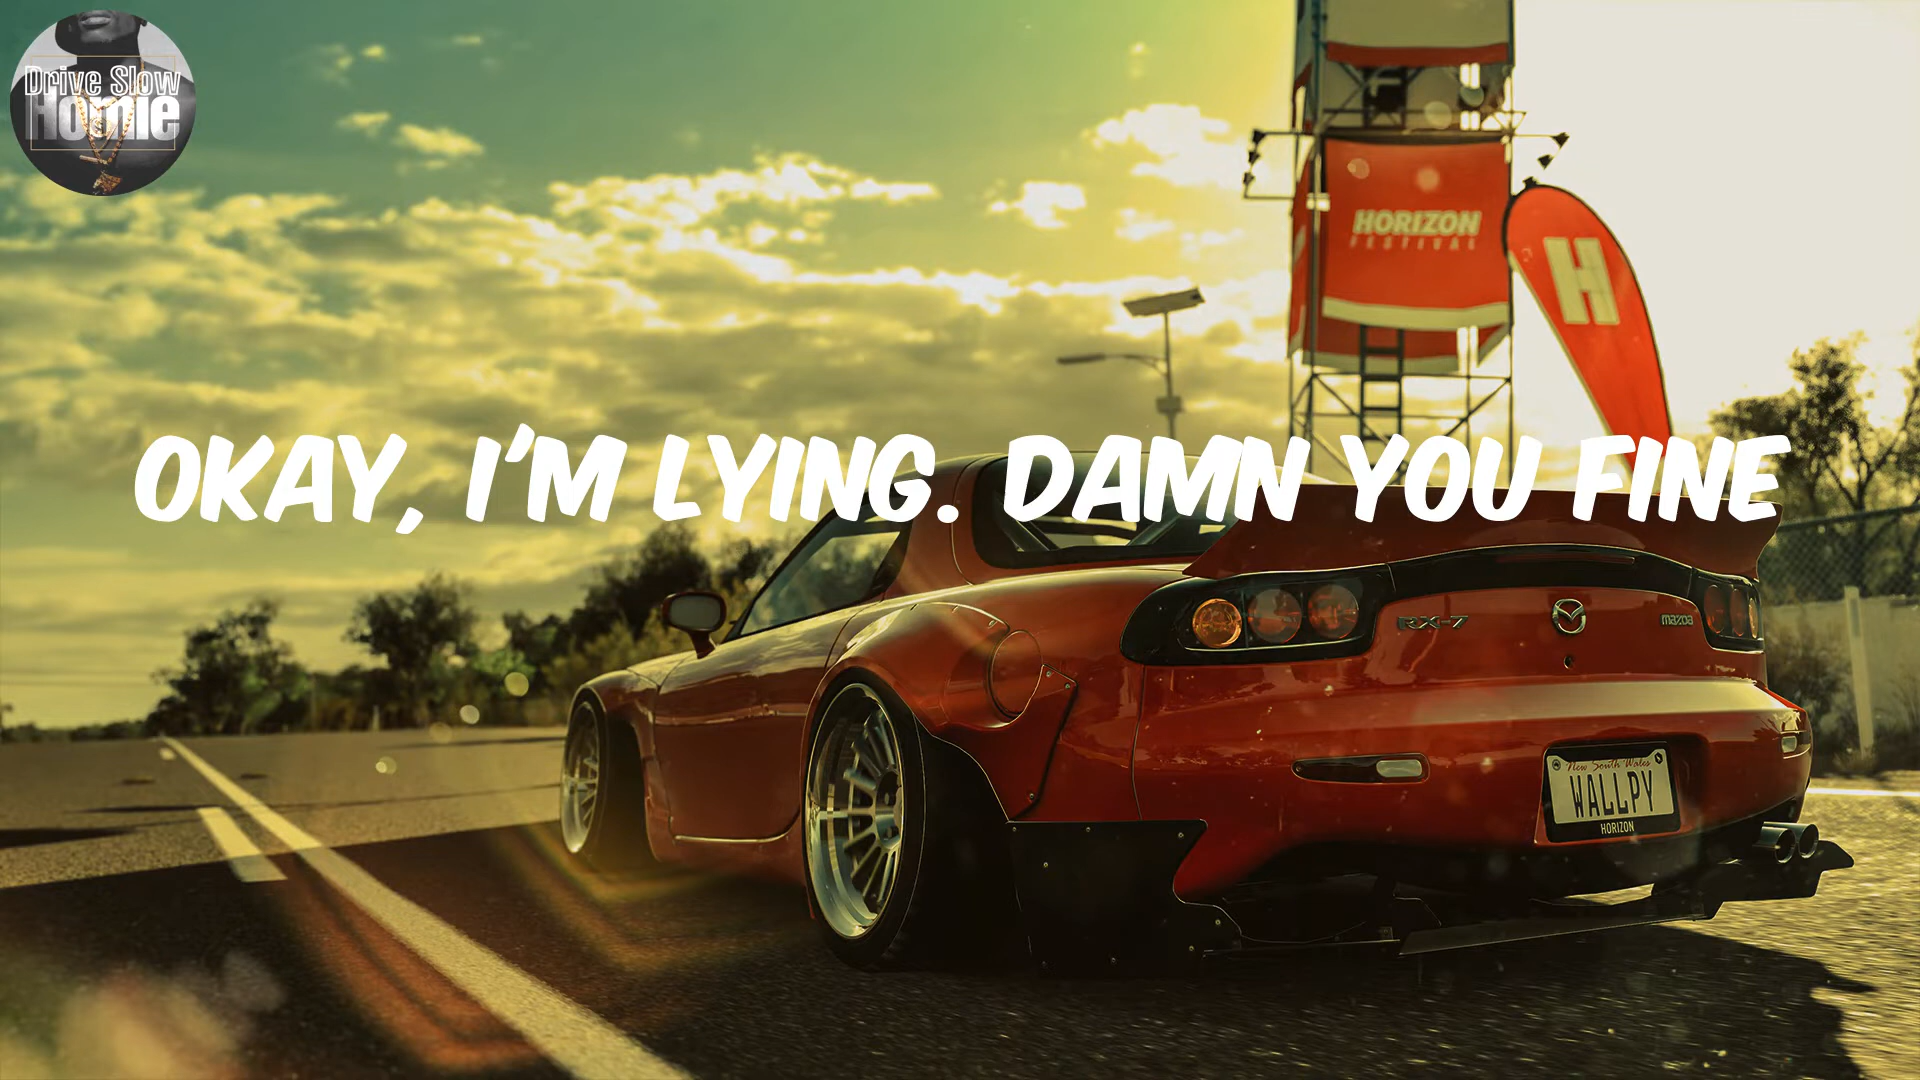 Drive Slow
Homie
HORIZON
FESTIVAL
H
OKAY, I'M LYING. DAMN YOU FINE
RX-7
mazda
New South Wales
WALLPY
HORIZON